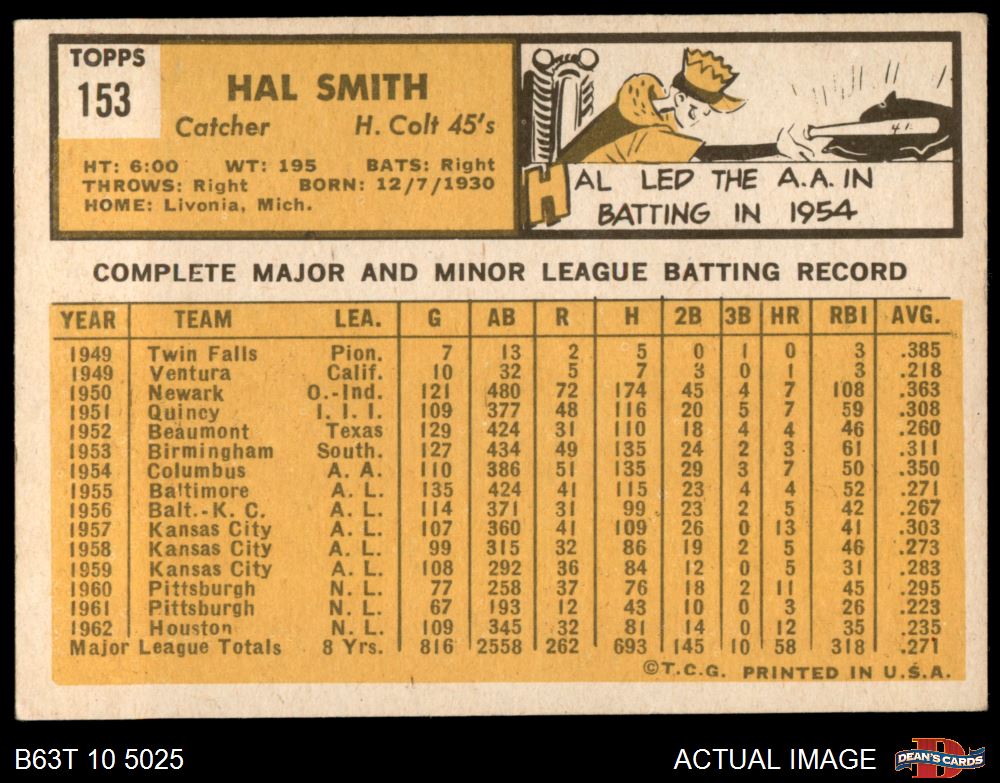 TOPPS
153
HAL SMITH
Catcher H. Colt 45's
HT: 6:00 WT: 195 BATS: Right
THROWS: Right BORN: 12/7/1930
HOME: Livonia, Mich.
HAL LED THE A.A. IN
BATTING IN 1954
COMPLETE MAJOR AND MINOR LEAGUE BATTING RECORD
YEAR TEAM LEA. G AB R H 2B 3B HR RBI AVG.
1949 Twin Falls Pion. 7 13 2 5 0 1 0 3 .385
1949 Ventura Calif. 10 32 5 7 3 0 1 3 .218
1950 Newark O.-Ind. 121 480 72 174 45 4 7 108 .363
1951 Quincy I. I. I. 109 377 48 116 20 5 7 59 .308
1952 Beaumont Texas 129 424 31 110 18 4 4 46 .260
1953 Birmingham South. 127 434 49 135 24 2 3 61 .311
1954 Columbus A. A. 110 386 51 135 29 3 7 50 .350
1955 Baltimore A. L. 135 424 41 115 23 4 4 52 .271
1956 Balt.-K. C. A. L. 114 371 31 99 23 2 5 42 .267
1957 Kansas City A. L. 107 360 41 109 26 0 13 41 .303
1958 Kansas City A. L. 99 315 32 86 19 2 5 46 .273
1959 Kansas City A. L. 108 292 36 84 12 0 5 31 .283
1960 Pittsburgh N. L. 77 258 37 76 18 2 11 45 .295
1961 Pittsburgh N. L. 67 193 12 43 10 0 3 26 .223
1962 Houston N. L. 109 345 32 81 14 0 12 35 .235
Major League Totals 8 Yrs. 816 2558 262 693 145 10 58 318 .271
©T.C.G. PRINTED IN U.S.A.
B63T 10 5025 ACTUAL IMAGE DEAN'S CARDS